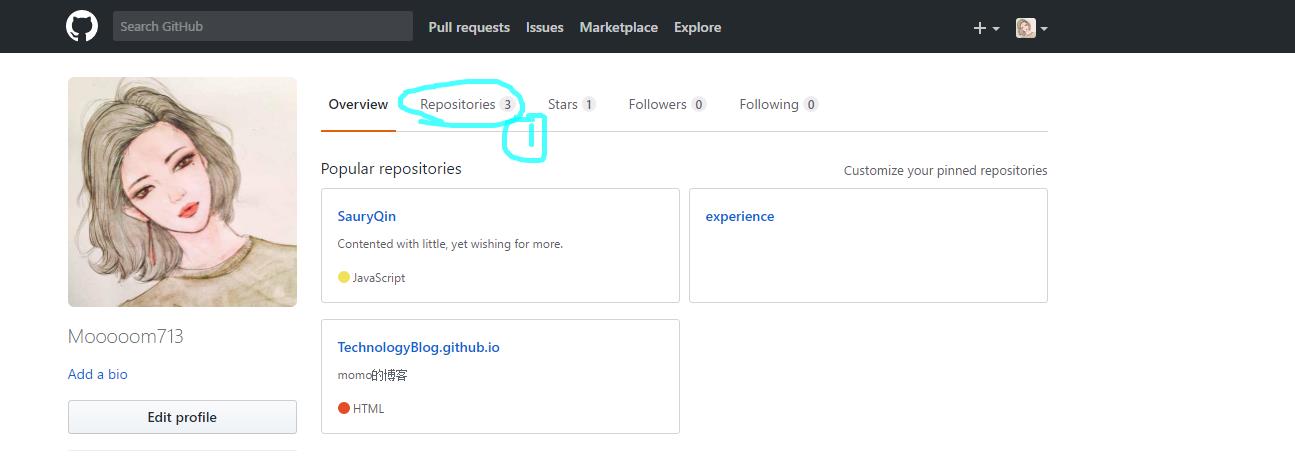 Search GitHub Pull requests Issues Marketplace Explore
Overview Repositories 3 Stars 1 Followers 0 Following 0
1
Popular repositories Customize your pinned repositories
SauryQin experience
Contented with little, yet wishing for more.
JavaScript
Mooooom713
Add a bio
Edit profile
TechnologyBlog.github.io
momo的博客
HTML